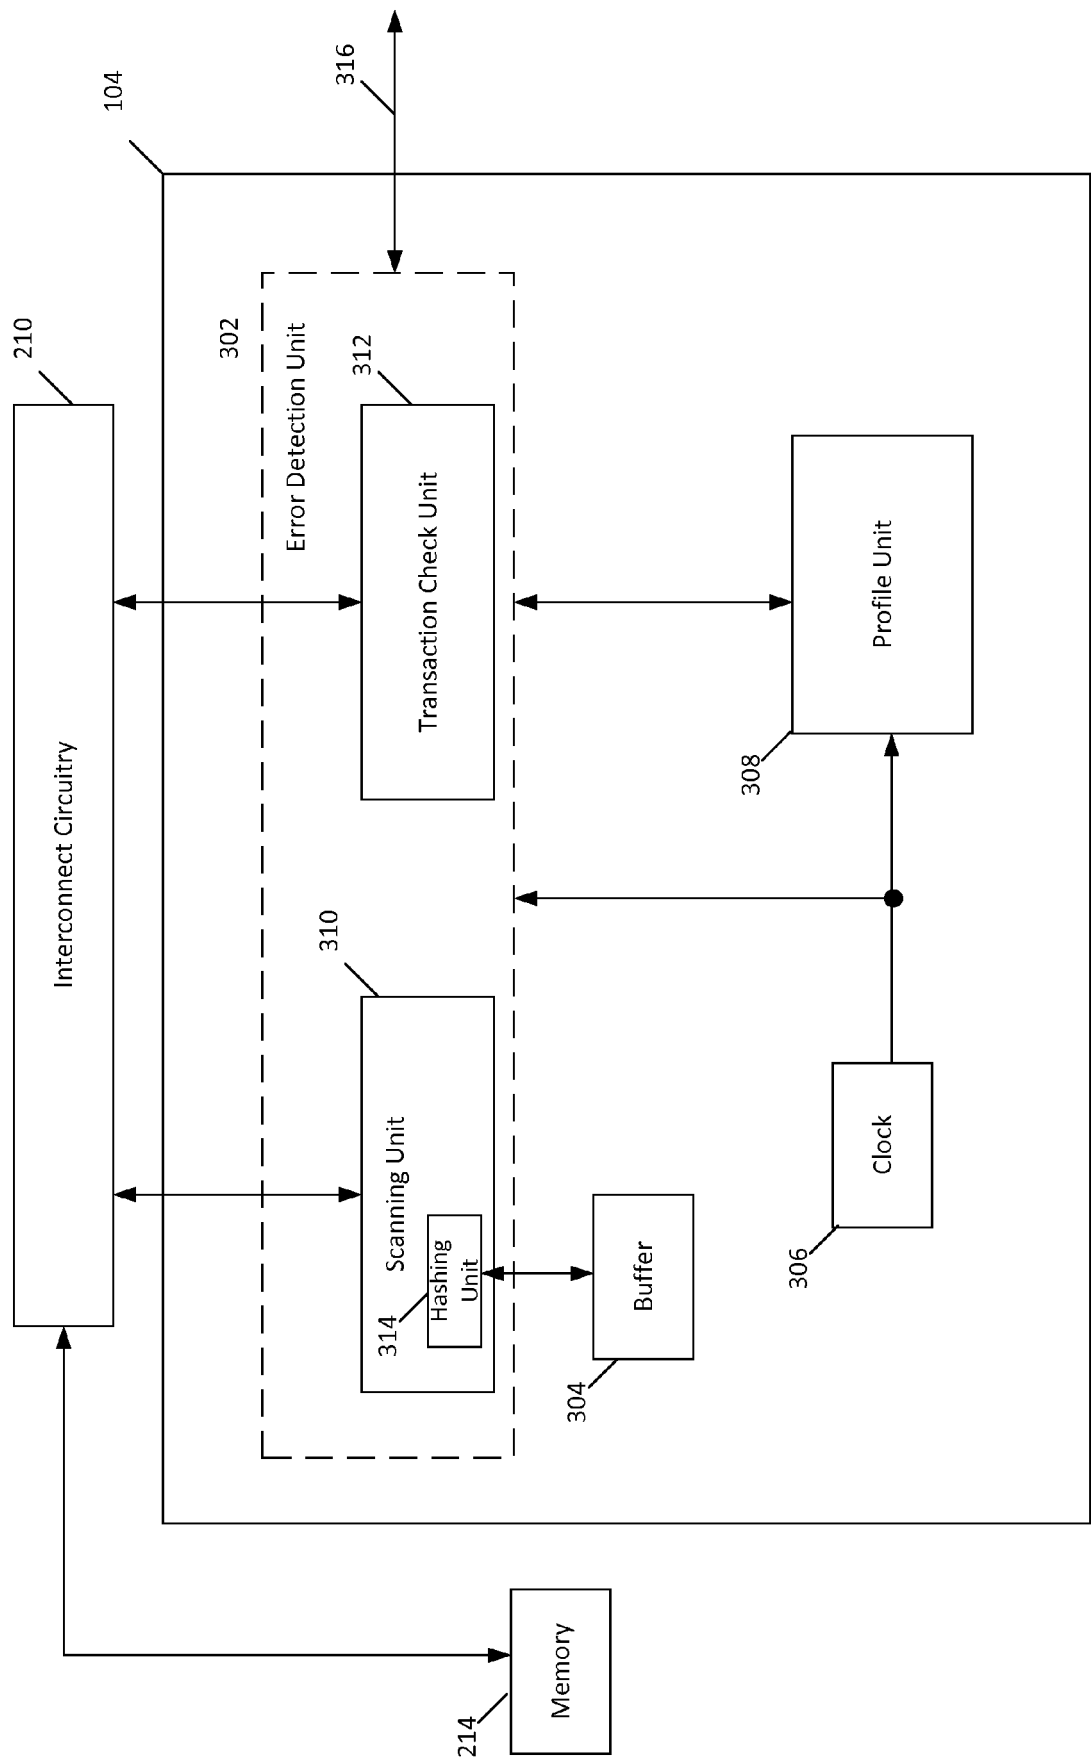 210
Interconnect Circuitry
104
316
302
Error Detection Unit
312
Transaction Check Unit
310
Scanning Unit
314
Hashing
Unit
304
Buffer
306
Clock
308
Profile Unit
214
Memory